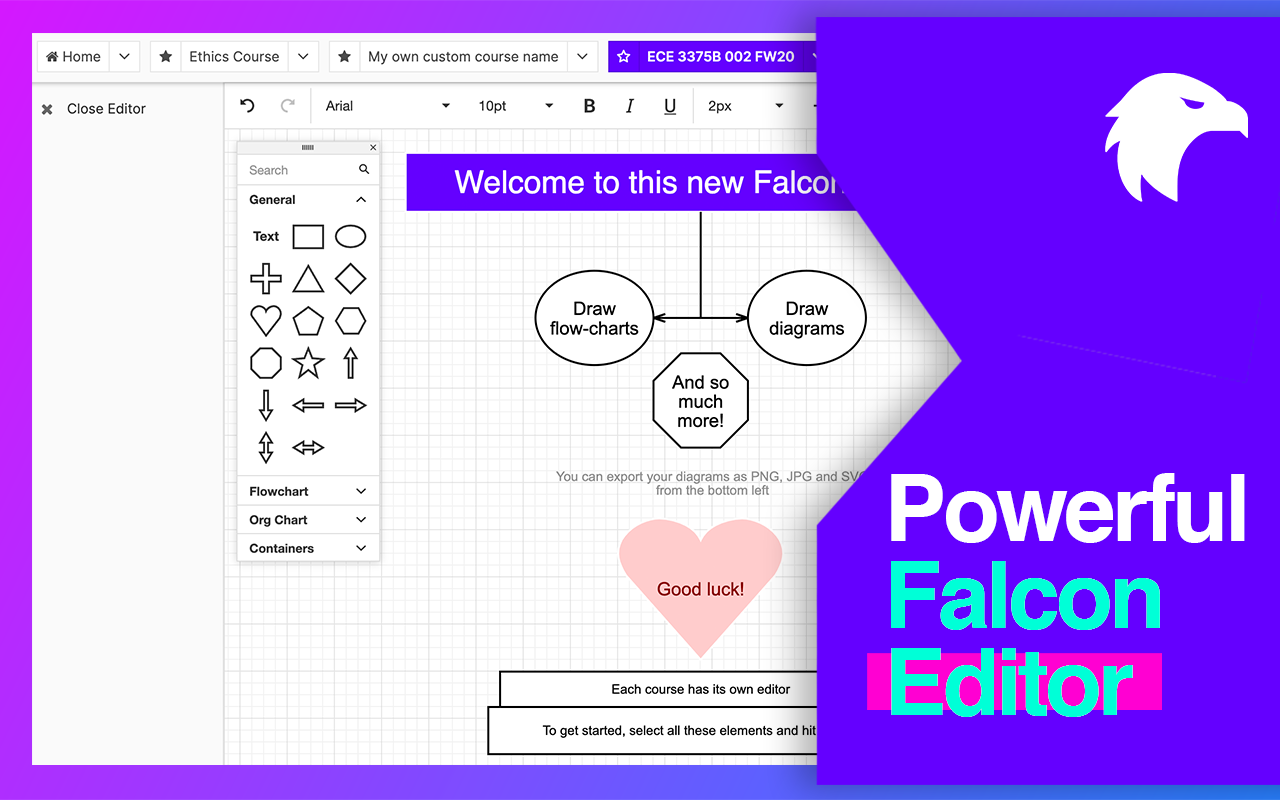 Home
Ethics Course
My own custom course name
ECE 3375B 002 FW20
Close Editor
Arial
10pt
B
I
U
2px
Search
General
Text
Flowchart
Org Chart
Containers
Welcome to this new Falcon
Draw
flow-charts
Draw
diagrams
And so
much
more!
You can export your diagrams as PNG, JPG and SVG
from the bottom left
Good luck!
Each course has its own editor
To get started, select all these elements and hit
Powerful
Falcon
Editor